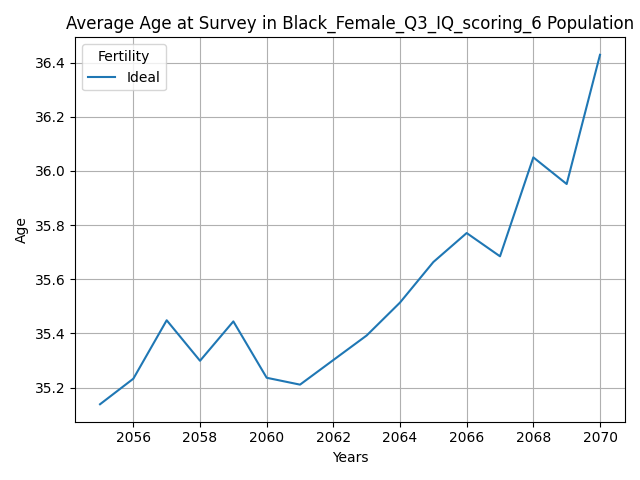 Average Age at Survey in Black_Female_Q3_IQ_scoring_6 Population
Fertility
Ideal
36.4
36.2
36.0
35.8
35.6
35.4
35.2
Age
2056 2058 2060 2062 2064 2066 2068 2070
Years